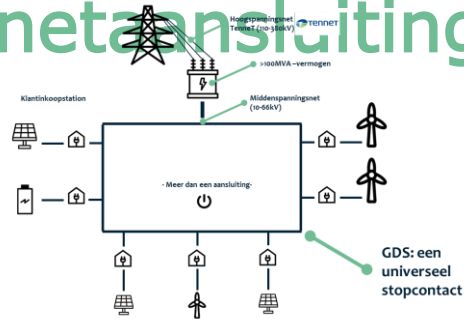 netaansluiting
Hoogspanningsnet
TenneT (110-380kV)
TENNET
>100MVA –vermogen
Klantinkoopstation
Middenspanningsnet
(10-66kV)
- Meer dan een aansluiting-
GDS: een
universeel
stopcontact